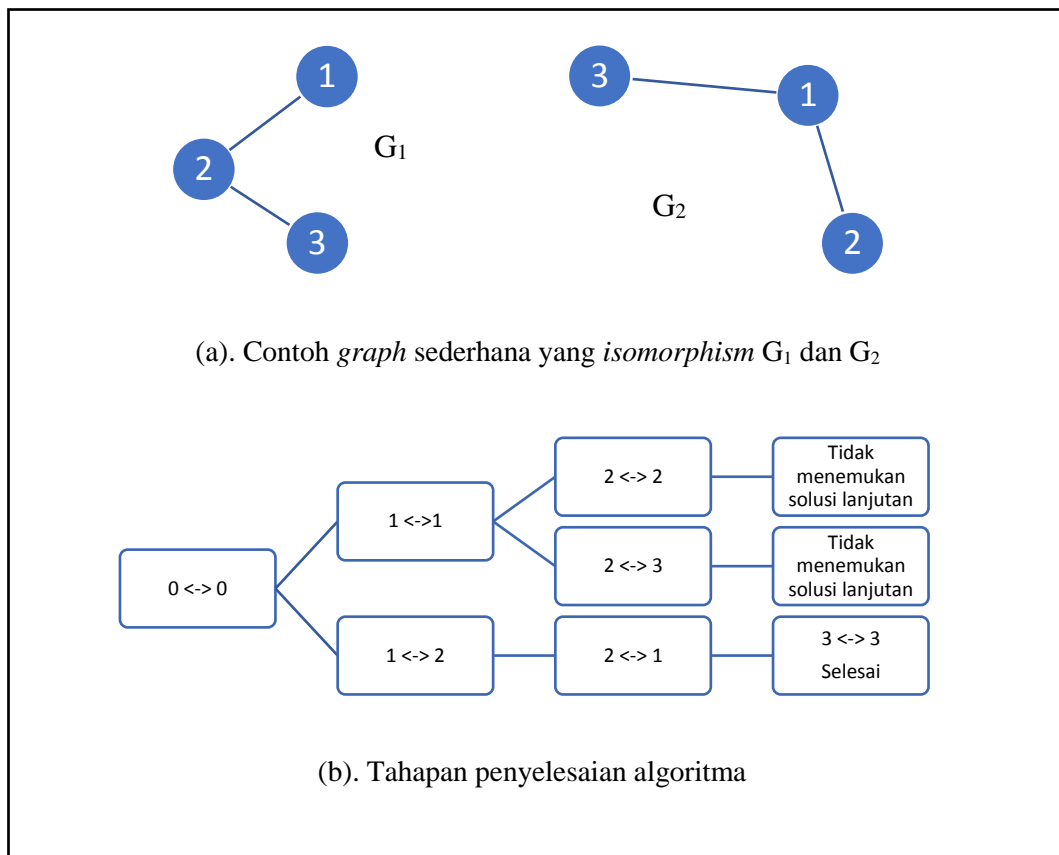 1
3
1
2
G₁
G₂
3
2
(a). Contoh graph sederhana yang isomorphism G₁ dan G₂
0 <-> 0
1 <->1
1 <-> 2
2 <-> 2
2 <-> 3
2 <-> 1
Tidak
menemukan
solusi lanjutan
Tidak
menemukan
solusi lanjutan
3 <-> 3
Selesai
(b). Tahapan penyelesaian algoritma